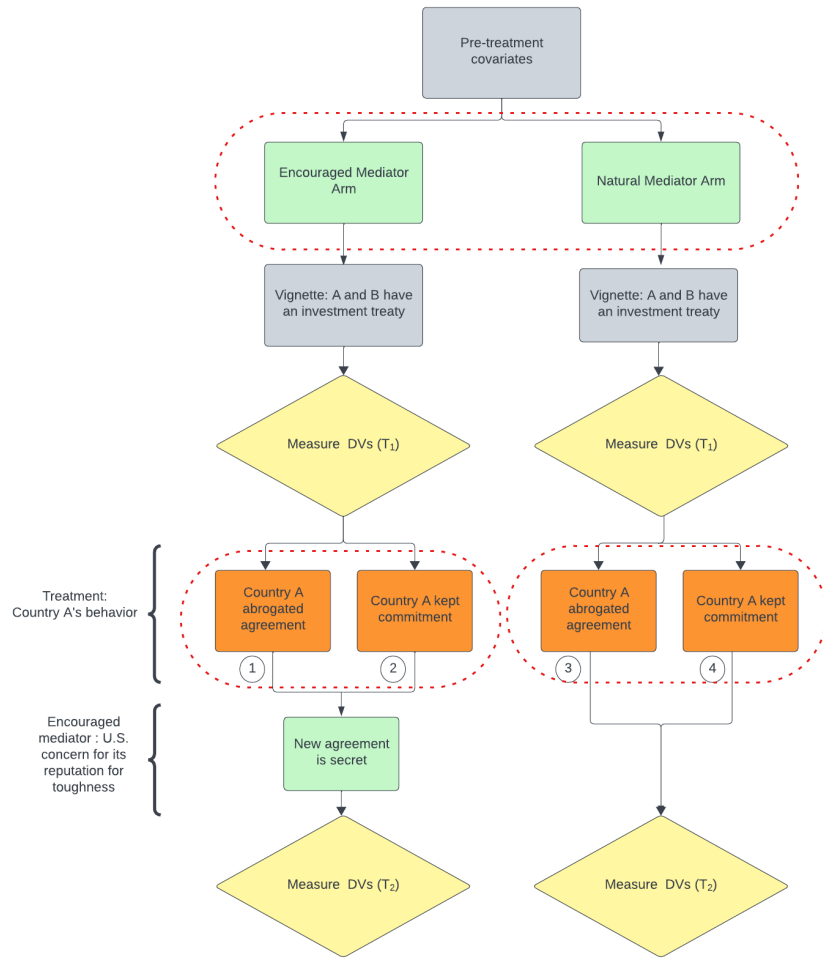 Pre-treatment
covariates
Encouraged Mediator
Arm
Natural Mediator Arm
Vignette: A and B have
an investment treaty
Vignette: A and B have
an investment treaty
Measure DVs (T₁)
Measure DVs (T₁)
Treatment:
Country A's behavior
Country A
abrogated
agreement
Country A kept
commitment
Country A
abrogated
agreement
Country A kept
commitment
1
2
3
4
Encouraged
mediator : U.S.
concern for its
reputation for
toughness
New agreement
is secret
Measure DVs (T₂)
Measure DVs (T₂)